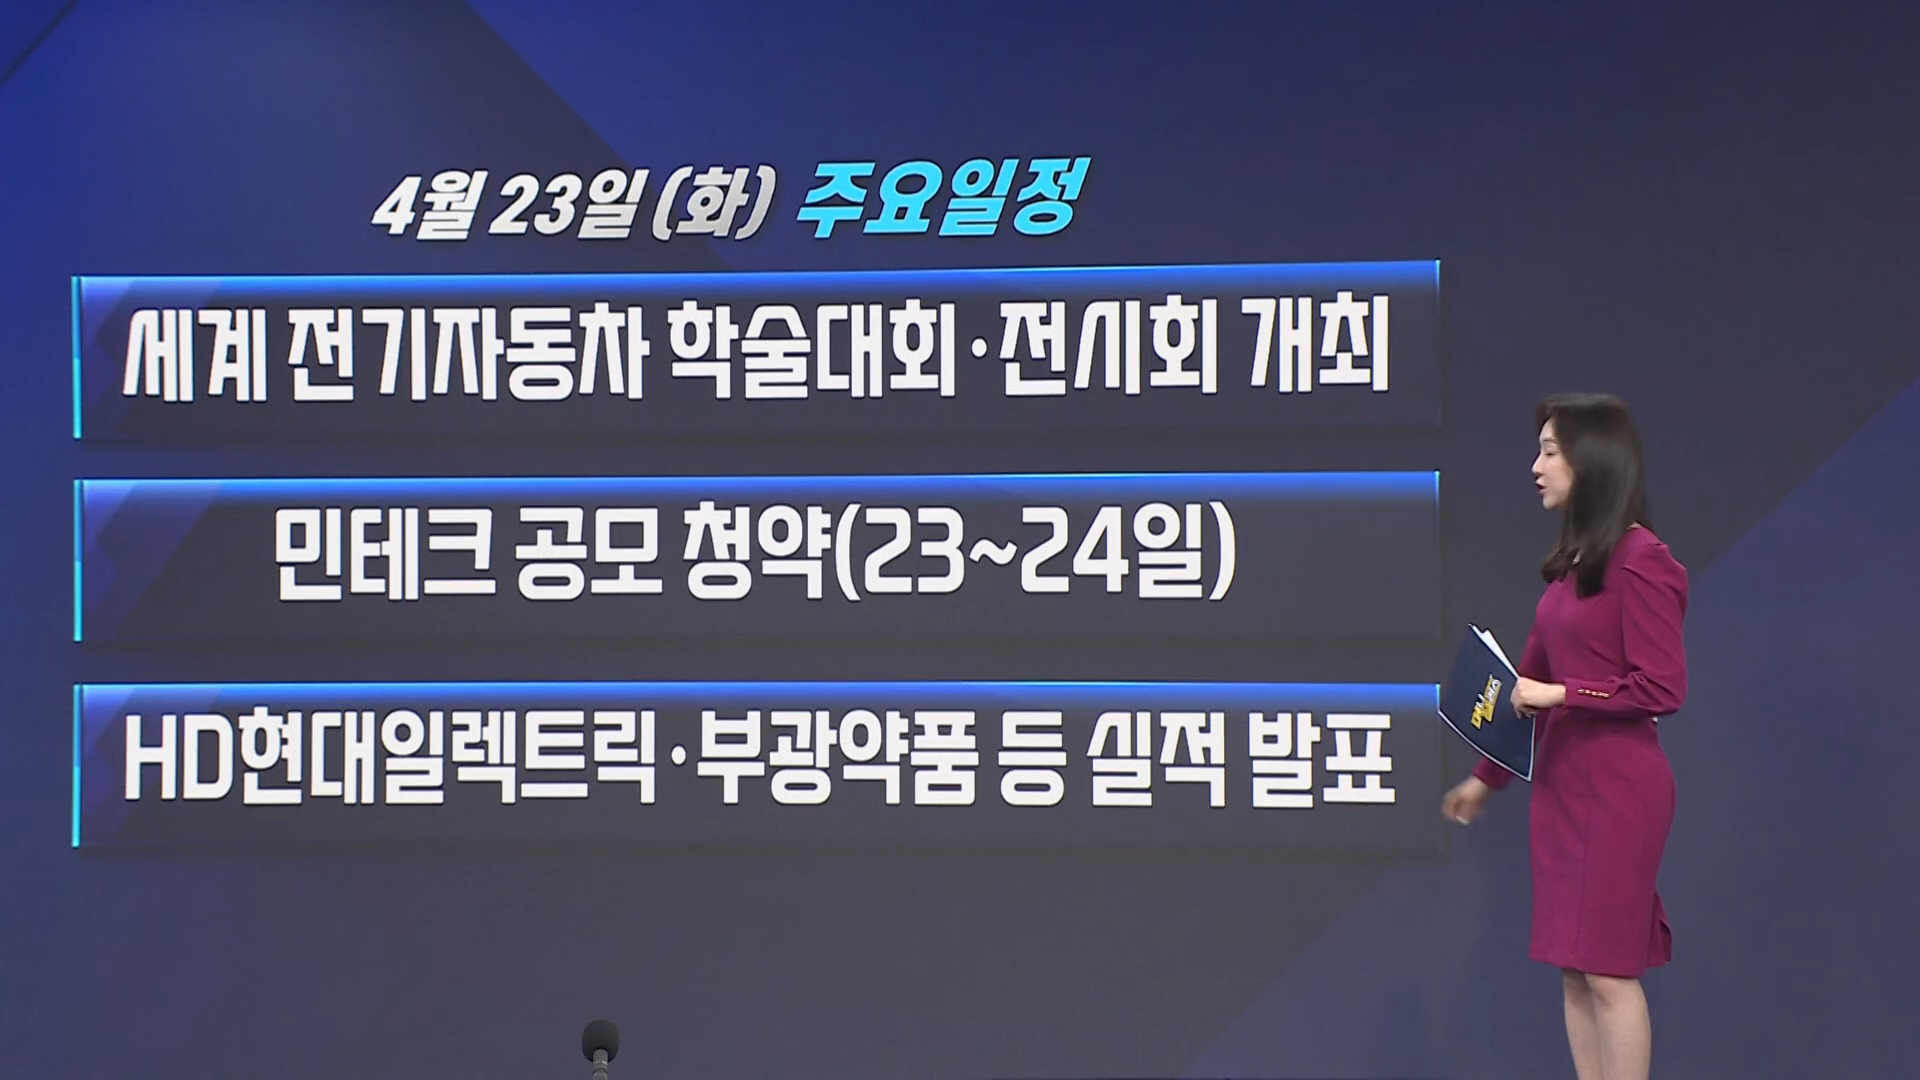 4월 23일 (화) 주요일정
세계 전기자동차 학술대회·전시회 개최
민테크 공모 청약(23~24일)
HD현대일렉트릭·부광약품 등 실적 발표